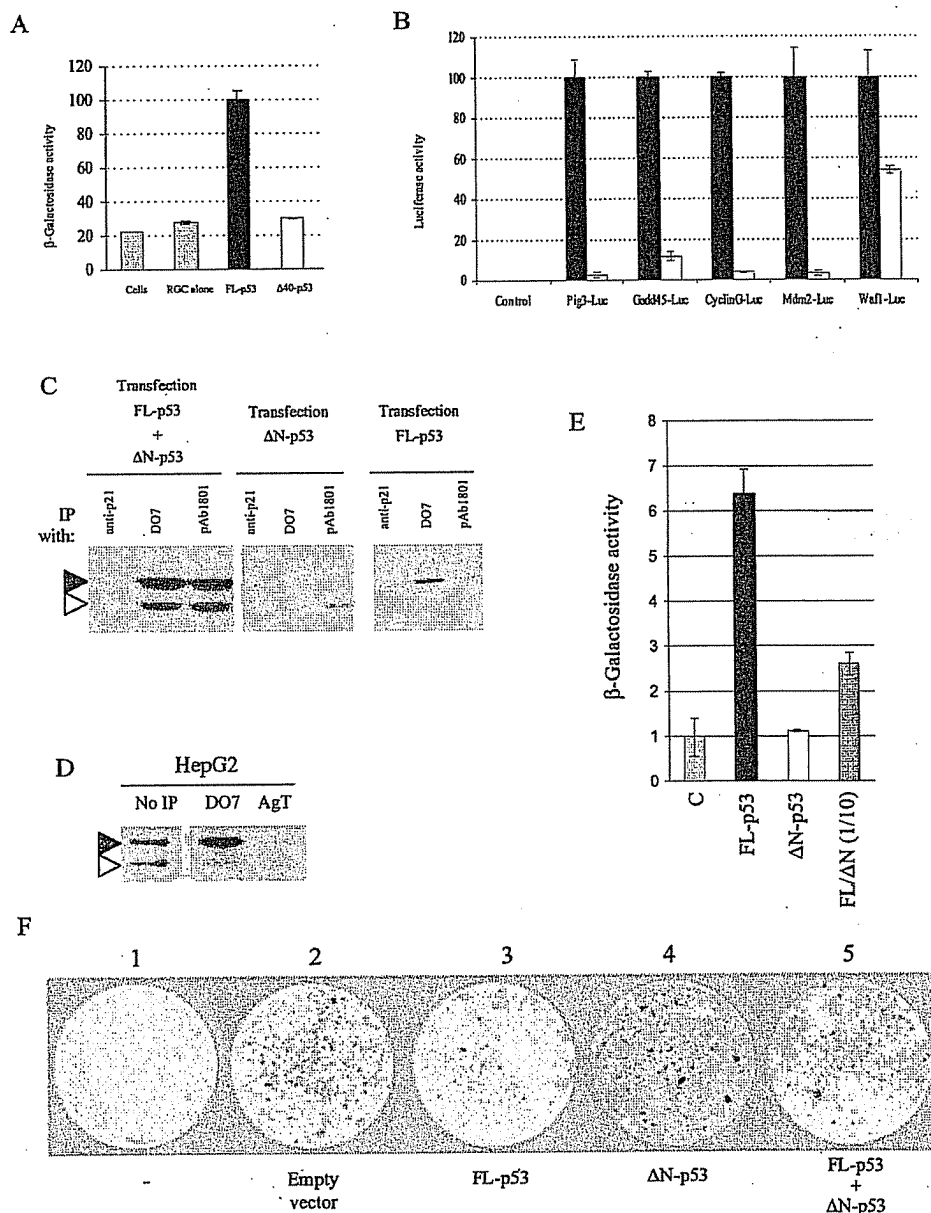 A
120
100
80
60
40
20
0
β-Galactosidase activity
Cells RGC alone FL-p53 Δ40-p53
B
120
100
80
60
40
20
0
Luciferase activity
Control Pig3-Luc Gadd45-Luc CyclinG-Luc Mdm2-Luc Waf1-Luc
C
Transfection
FL-p53
+
ΔN-p53
Transfection
ΔN-p53
Transfection
FL-p53
IP
with:
anti-p21 DO7 pAb1801
anti-p21 DO7 pAb1801
anti-p21 DO7 pAb1801
D
HepG2
No IP DO7 AgT
E
8
7
6
5
4
3
2
1
0
β-Galactosidase activity
C
FL-p53
ΔN-p53
FL/ΔN (1/10)
F
1 2 3 4 5
-
Empty
vector
FL-p53
ΔN-p53
FL-p53
+
ΔN-p53